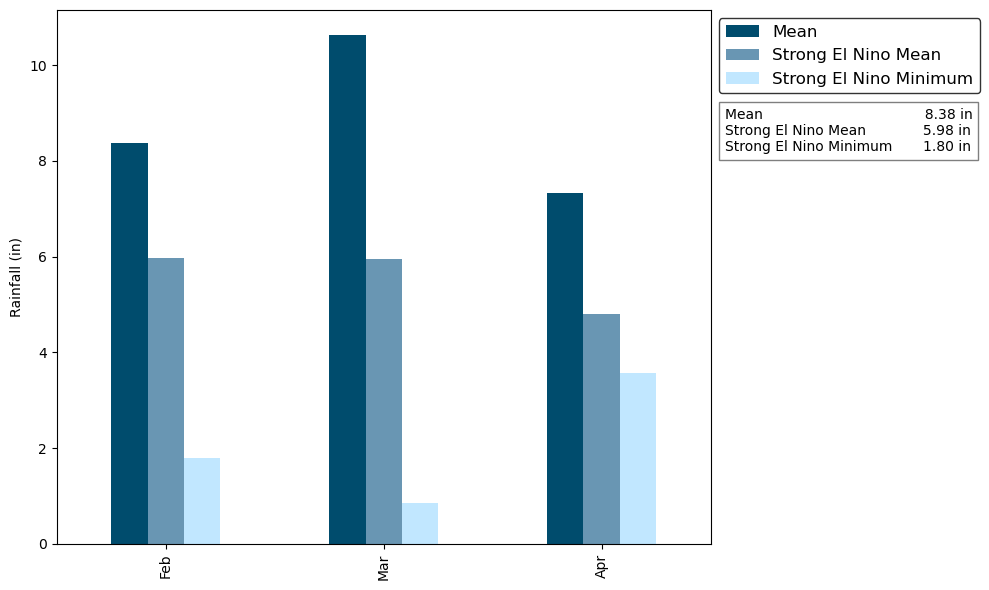 Mean
Strong El Nino Mean
Strong El Nino Minimum
Mean 8.38 in
Strong El Nino Mean 5.98 in
Strong El Nino Minimum 1.80 in
Rainfall (in)
10
8
6
4
2
0
Feb
Mar
Apr